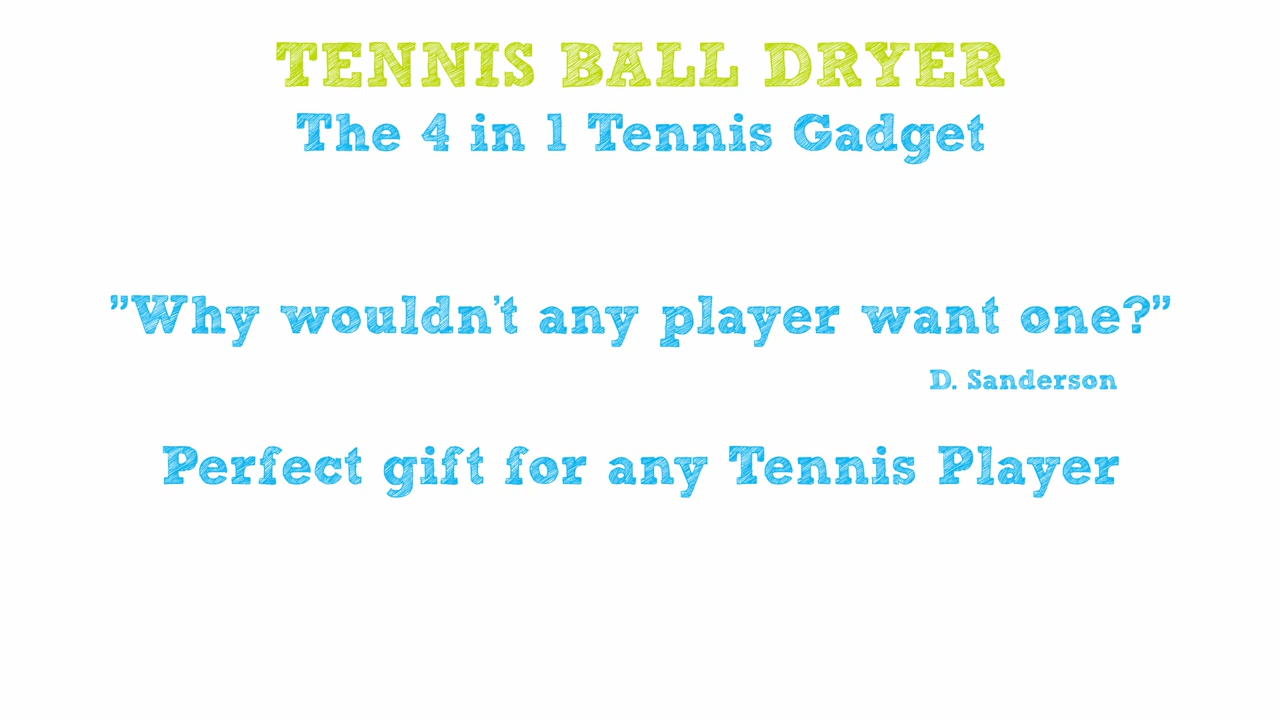 TENNIS BALL DRYER
The 4 in 1 Tennis Gadget
”Why wouldn’t any player want one?”
D. Sanderson
Perfect gift for any Tennis Player